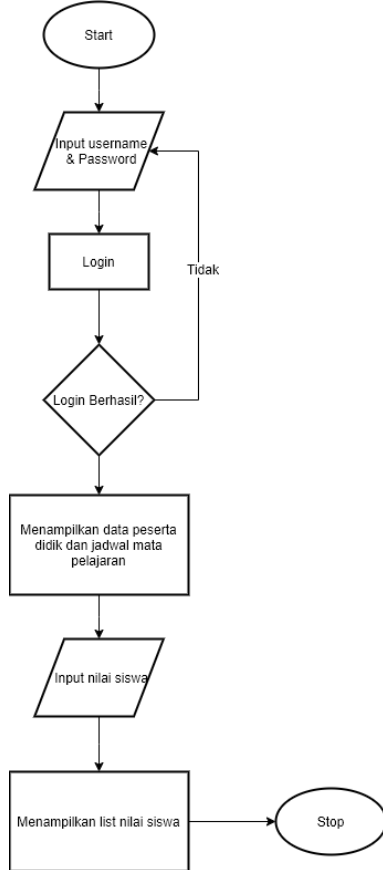 Start
Input username
& Password
Login
Tidak
Login Berhasil?
Menampilkan data peserta
didik dan jadwal mata
pelajaran
Input nilai siswa
Menampilkan list nilai siswa
Stop